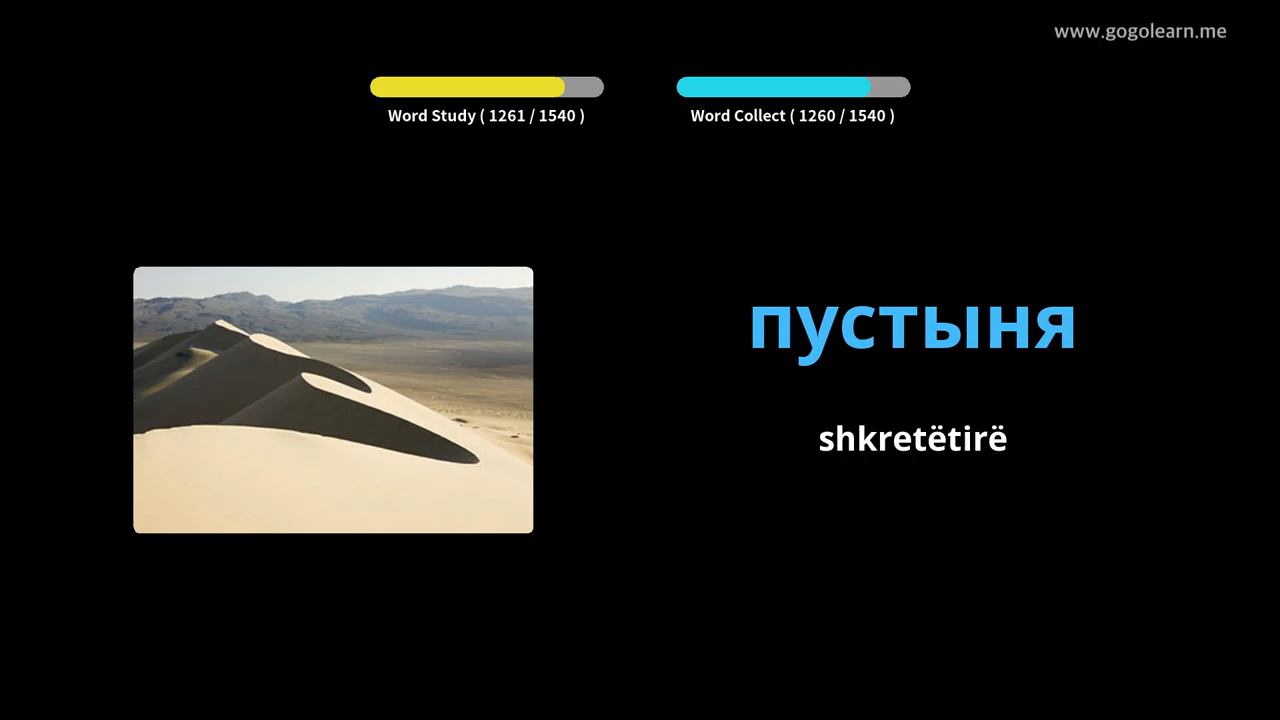 www.gogolearn.me
Word Study ( 1261 / 1540 )
Word Collect ( 1260 / 1540 )
пустыня
shkretëtirë